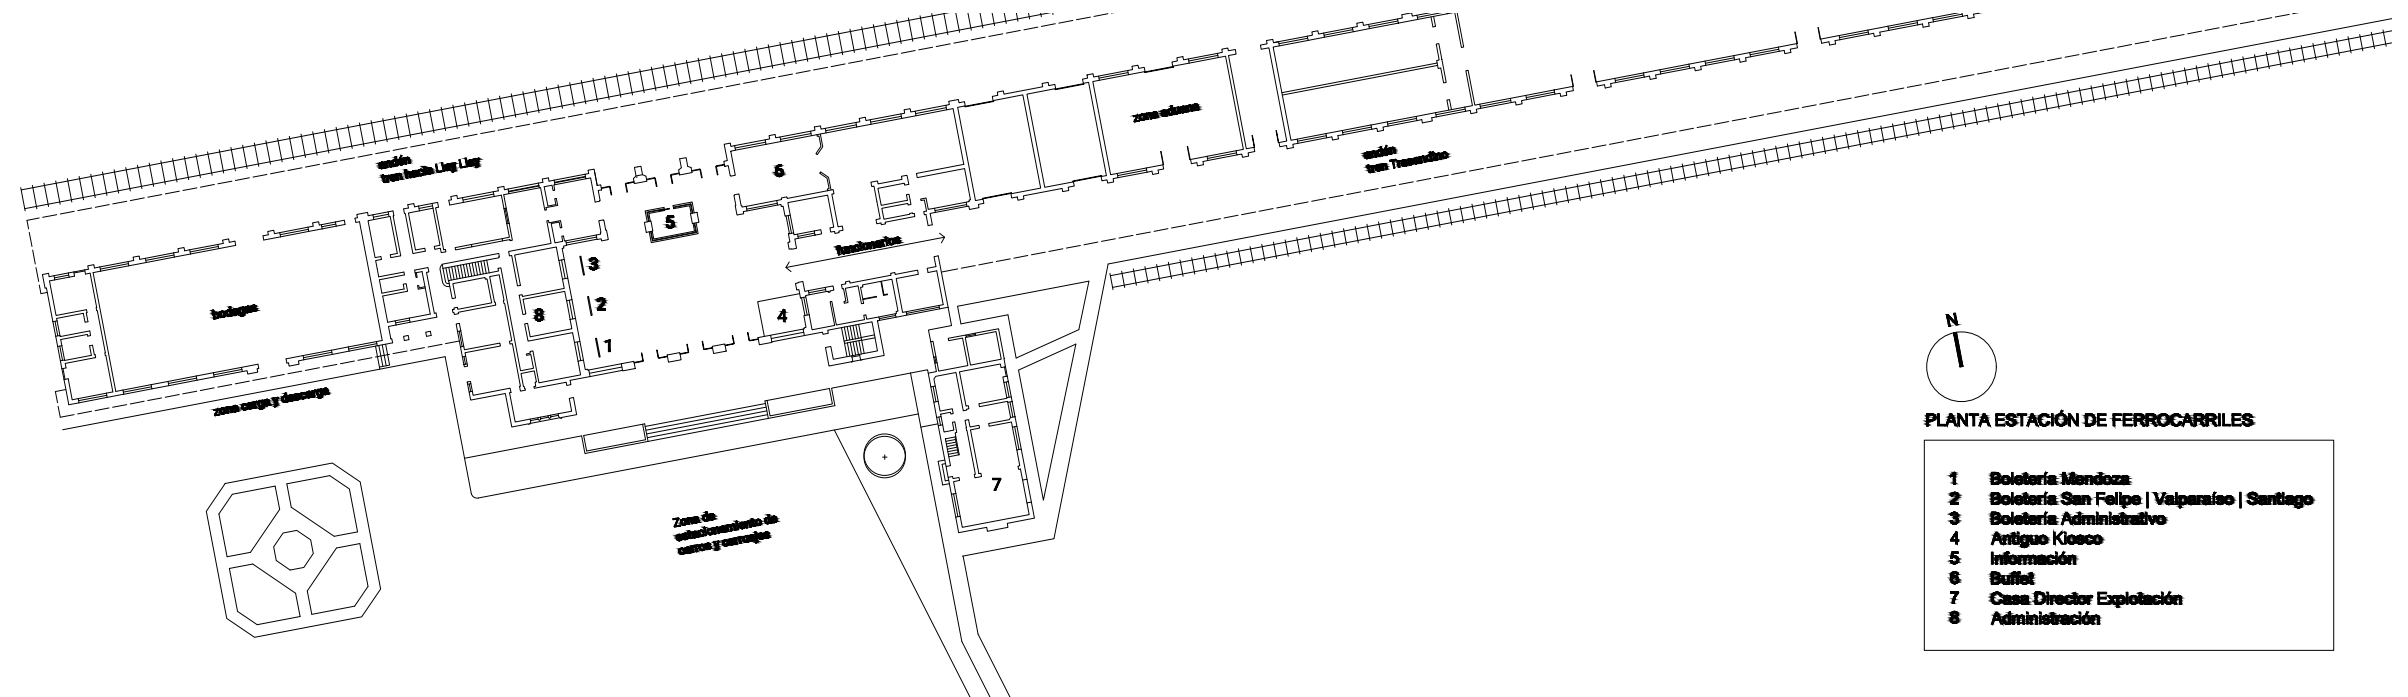 andén
tren hacia Llay Llay
zona aduana
andén
tren Trasandino
6
5
funcionarios
3
2
1
8
4
bodegas
zona carga y descarga
7
Zona de
estacionamiento de
carros y carruajes
N
PLANTA ESTACIÓN DE FERROCARRILES
1 Boletería Mendoza
2 Boletería San Felipe | Valparaíso | Santiago
3 Boletería Administrativo
4 Antiguo Kiosco
5 Información
6 Buffet
7 Casa Director Explotación
8 Administración